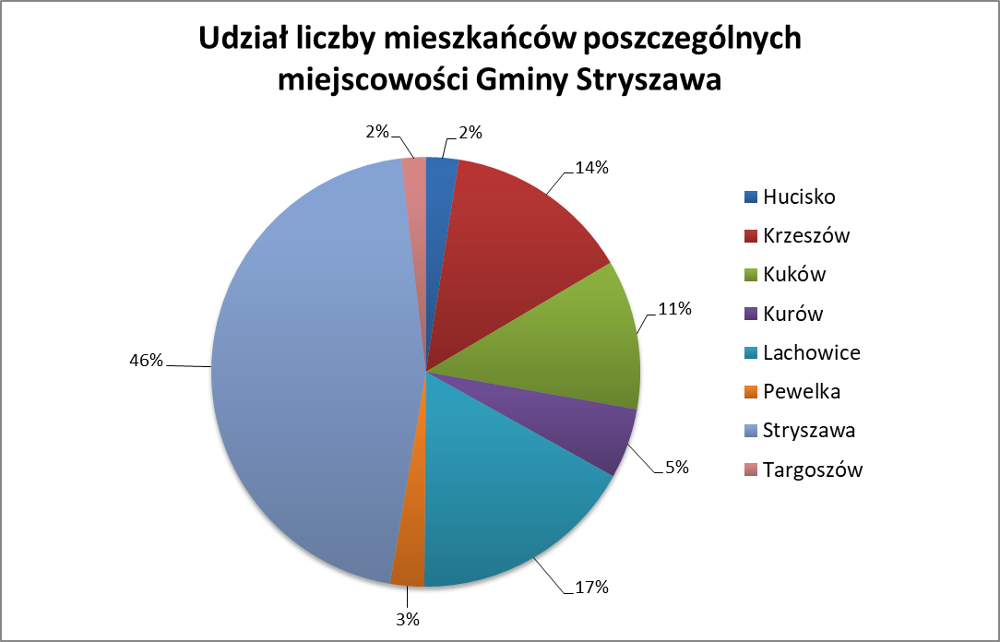 Udział liczby mieszkańców poszczególnych
miejscowości Gminy Stryszawa
2%
2%
14%
11%
5%
17%
3%
46%
Hucisko
Krzeszów
Kuków
Kurów
Lachowice
Pewelka
Stryszawa
Targoszów